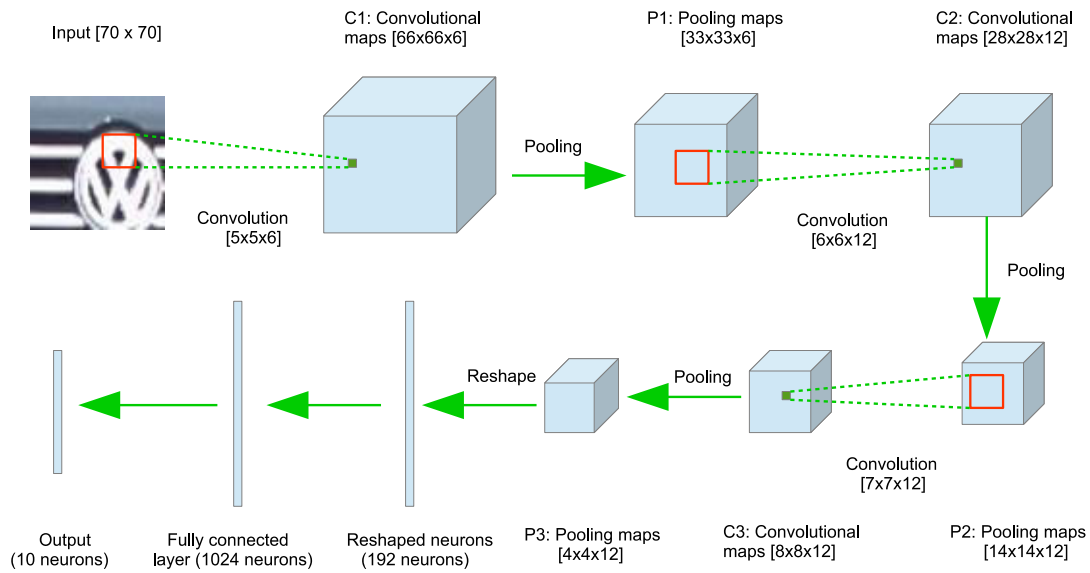 Input [70 x 70]
C1: Convolutional
maps [66x66x6]
P1: Pooling maps
[33x33x6]
C2: Convolutional
maps [28x28x12]
Pooling
Convolution
[5x5x6]
Convolution
[6x6x12]
Pooling
Reshape
Pooling
Convolution
[7x7x12]
Output
(10 neurons)
Fully connected
layer (1024 neurons)
Reshaped neurons
(192 neurons)
P3: Pooling maps
[4x4x12]
C3: Convolutional
maps [8x8x12]
P2: Pooling maps
[14x14x12]